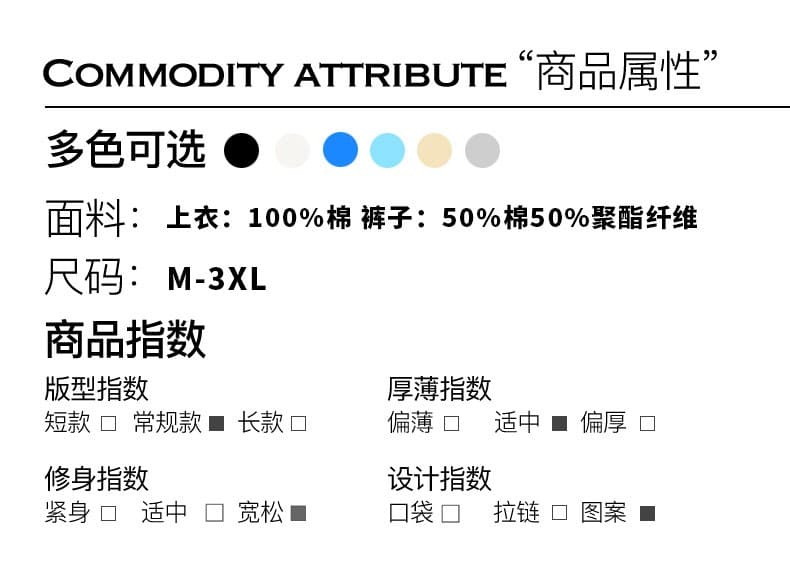 COMMODITY ATTRIBUTE “商品属性”
多色可选
面料： 上衣：100%棉 裤子：50%棉50%聚酯纤维
尺码： M-3XL
商品指数
版型指数 厚薄指数
短款 □ 常规款 ■ 长款 □ 偏薄 □ 适中 ■ 偏厚 □
修身指数 设计指数
紧身 □ 适中 □ 宽松 ■ 口袋 □ 拉链 □ 图案 ■